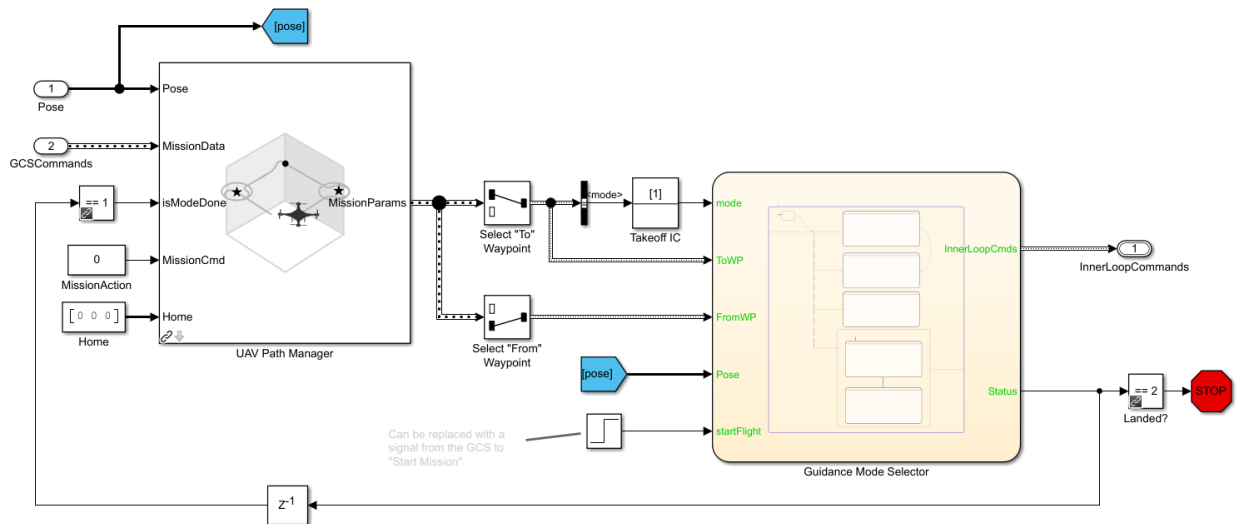 [pose]
1
Pose
Pose
2
GCSCommands
MissionData
== 1
isModeDone
MissionParams
0
MissionCmd
MissionAction
[0 0 0]
Home
Home
UAV Path Manager
[]
Select "To"
Waypoint
<mode>
[1]
Takeoff IC
[]
Select "From"
Waypoint
mode
ToWP
FromWP
[pose]
Pose
startFlight
Can be replaced with a
signal from the GCS to
"Start Mission"
InnerLoopCmds
1
InnerLoopCommands
Status
Guidance Mode Selector
== 2
Landed?
STOP
Z-1